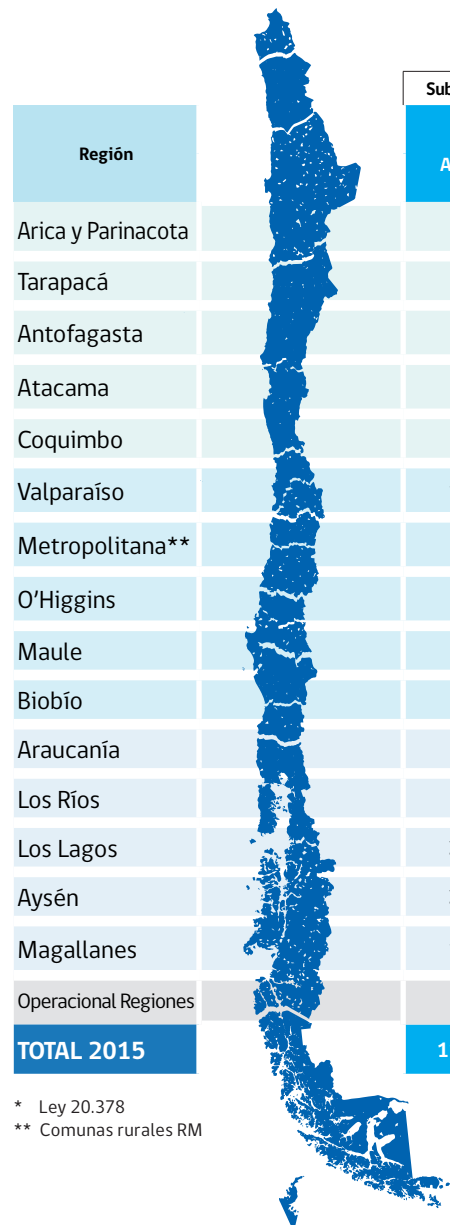 Sub
Región
A
Arica y Parinacota
Tarapacá
Antofagasta
Atacama
Coquimbo
Valparaíso
Metropolitana**
O'Higgins
Maule
Biobío
Araucanía
Los Ríos
Los Lagos
Aysén
Magallanes
Operacional Regiones
TOTAL 2015 1
* Ley 20.378
** Comunas rurales RM